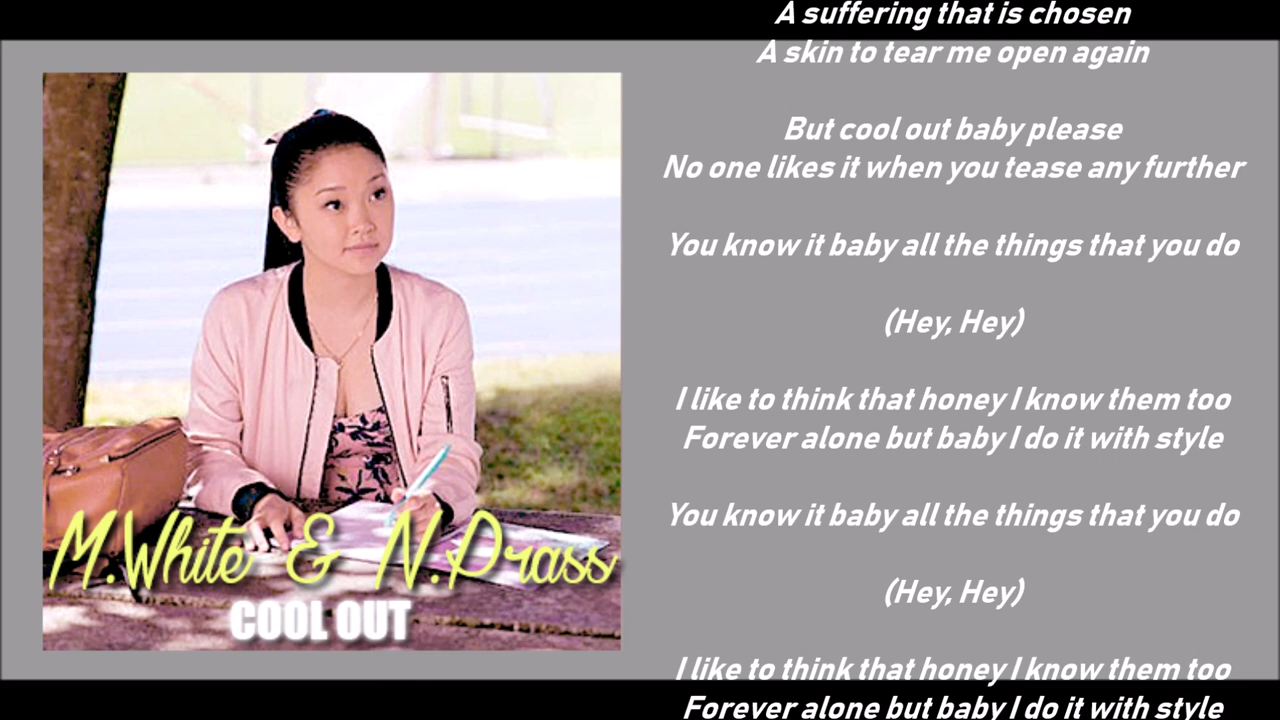 M.White & N.Prass
COOL OUT
A suffering that is chosen
A skin to tear me open again
But cool out baby please
No one likes it when you tease any further
You know it baby all the things that you do
(Hey, Hey)
I like to think that honey I know them too
Forever alone but baby I do it with style
You know it baby all the things that you do
(Hey, Hey)
I like to think that honey I know them too
Forever alone but baby I do it with style